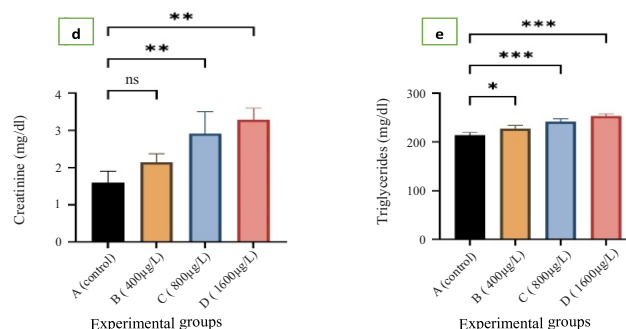 d
**
**
ns
Creatinine (mg/dl)
4
3
2
1
0
A (control)
B ( 400µg/L)
C ( 800µg/L)
D ( 1600µg/L)
Experimental groups
e
***
***
*
Triglycerides (mg/dl)
300
200
100
0
A (control)
B ( 400µg/L)
C ( 800µg/L)
D ( 1600µg/L)
Experimental groups